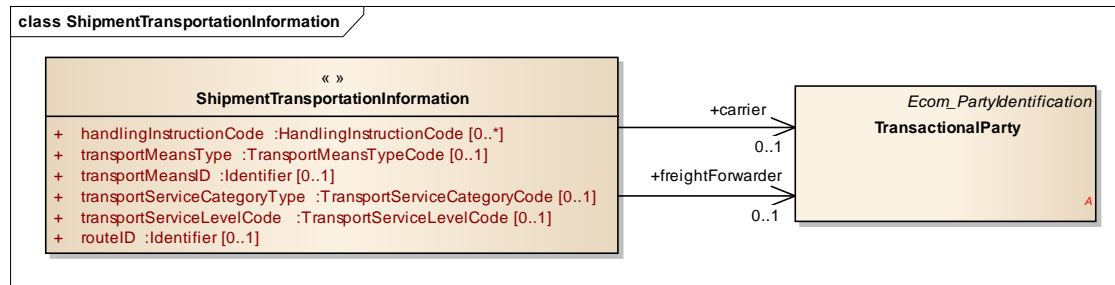 class ShipmentTransportationInformation
« »
ShipmentTransportationInformation
+ handlingInstructionCode :HandlingInstructionCode [0..*]
+ transportMeansType :TransportMeansTypeCode [0..1]
+ transportMeansID :Identifier [0..1]
+ transportServiceCategoryType :TransportServiceCategoryCode [0..1]
+ transportServiceLevelCode :TransportServiceLevelCode [0..1]
+ routeID :Identifier [0..1]
+carrier
0..1
+freightForwarder
0..1
Ecom_PartyIdentification
TransactionalParty
A